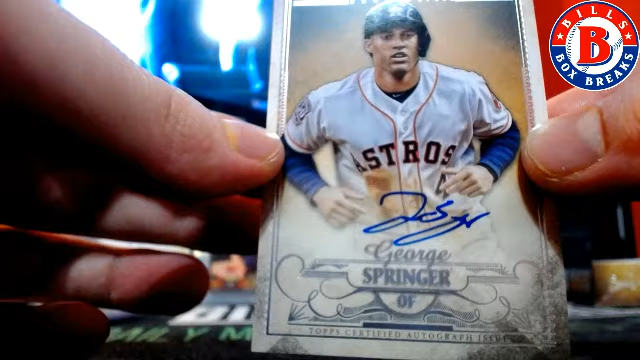 BILLS
B
BOX BREAKS
ASTROS
George
SPRINGER
OF
TOPPS CERTIFIED AUTOGRAPH ISSUE